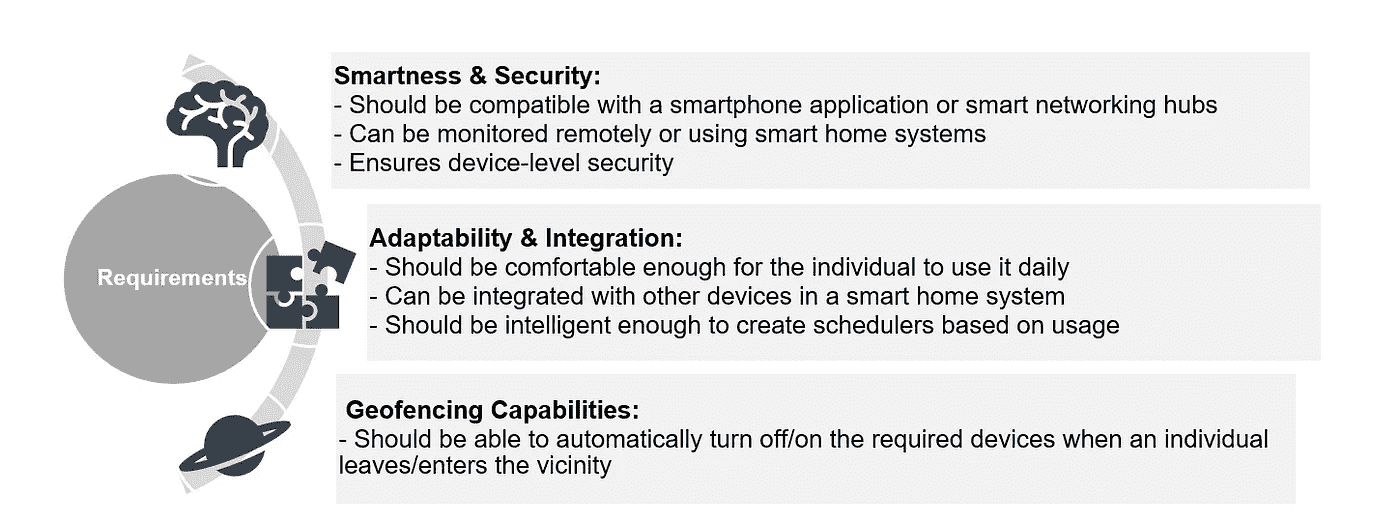 Requirements
Smartness & Security:
- Should be compatible with a smartphone application or smart networking hubs
- Can be monitored remotely or using smart home systems
- Ensures device-level security
Adaptability & Integration:
- Should be comfortable enough for the individual to use it daily
- Can be integrated with other devices in a smart home system
- Should be intelligent enough to create schedulers based on usage
Geofencing Capabilities:
- Should be able to automatically turn off/on the required devices when an individual
leaves/enters the vicinity